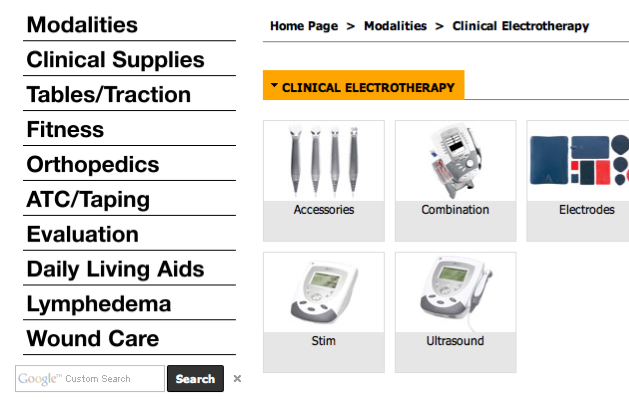 Modalities
Clinical Supplies
Tables/Traction
Fitness
Orthopedics
ATC/Taping
Evaluation
Daily Living Aids
Lymphedema
Wound Care
Google™ Custom Search
Search ×
Home Page > Modalities > Clinical Electrotherapy
CLINICAL ELECTROTHERAPY
Accessories
Combination
Electrodes
Stim
Ultrasound